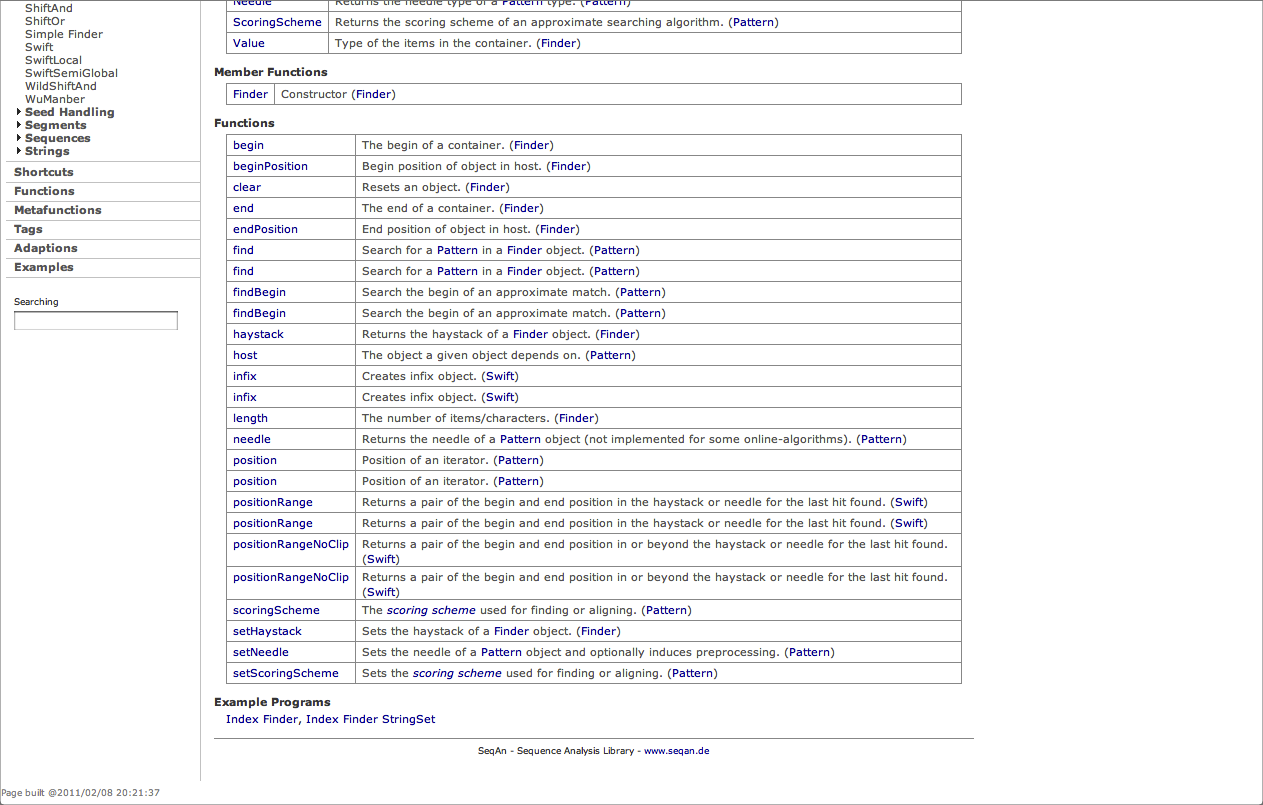 ShiftAnd
ShiftOr
Simple Finder
Swift
SwiftLocal
SwiftSemiGlobal
WildShiftAnd
WuManber
Seed Handling
Segments
Sequences
Strings
Shortcuts
Functions
Metafunctions
Tags
Adaptions
Examples
Searching
Needle Returns the needle type of a Pattern type. (Pattern)
ScoringScheme Returns the scoring scheme of an approximate searching algorithm. (Pattern)
Value Type of the items in the container. (Finder)
Member Functions
Finder Constructor (Finder)
Functions
begin The begin of a container. (Finder)
beginPosition Begin position of object in host. (Finder)
clear Resets an object. (Finder)
end The end of a container. (Finder)
endPosition End position of object in host. (Finder)
find Search for a Pattern in a Finder object. (Pattern)
find Search for a Pattern in a Finder object. (Pattern)
findBegin Search the begin of an approximate match. (Pattern)
findBegin Search the begin of an approximate match. (Pattern)
haystack Returns the haystack of a Finder object. (Finder)
host The object a given object depends on. (Pattern)
infix Creates infix object. (Swift)
infix Creates infix object. (Swift)
length The number of items/characters. (Finder)
needle Returns the needle of a Pattern object (not implemented for some online-algorithms). (Pattern)
position Position of an iterator. (Pattern)
position Position of an iterator. (Pattern)
positionRange Returns a pair of the begin and end position in the haystack or needle for the last hit found. (Swift)
positionRange Returns a pair of the begin and end position in the haystack or needle for the last hit found. (Swift)
positionRangeNoClip Returns a pair of the begin and end position in or beyond the haystack or needle for the last hit found.
(Swift)
positionRangeNoClip Returns a pair of the begin and end position in or beyond the haystack or needle for the last hit found.
(Swift)
scoringScheme The scoring scheme used for finding or aligning. (Pattern)
setHaystack Sets the haystack of a Finder object. (Finder)
setNeedle Sets the needle of a Pattern object and optionally induces preprocessing. (Pattern)
setScoringScheme Sets the scoring scheme used for finding or aligning. (Pattern)
Example Programs
Index Finder, Index Finder StringSet
SeqAn - Sequence Analysis Library - www.seqan.de
Page built @2011/02/08 20:21:37